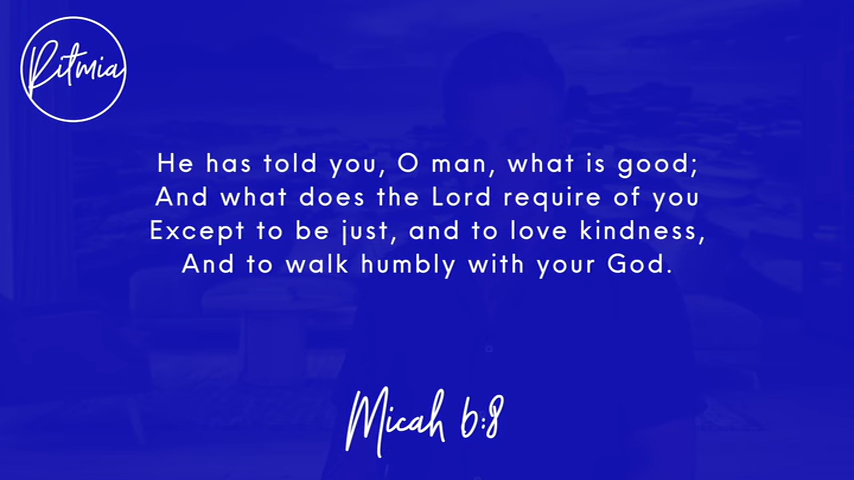 Ritmia
He has told you, O man, what is good;
And what does the Lord require of you
Except to be just, and to love kindness,
And to walk humbly with your God.
Micah 6:8